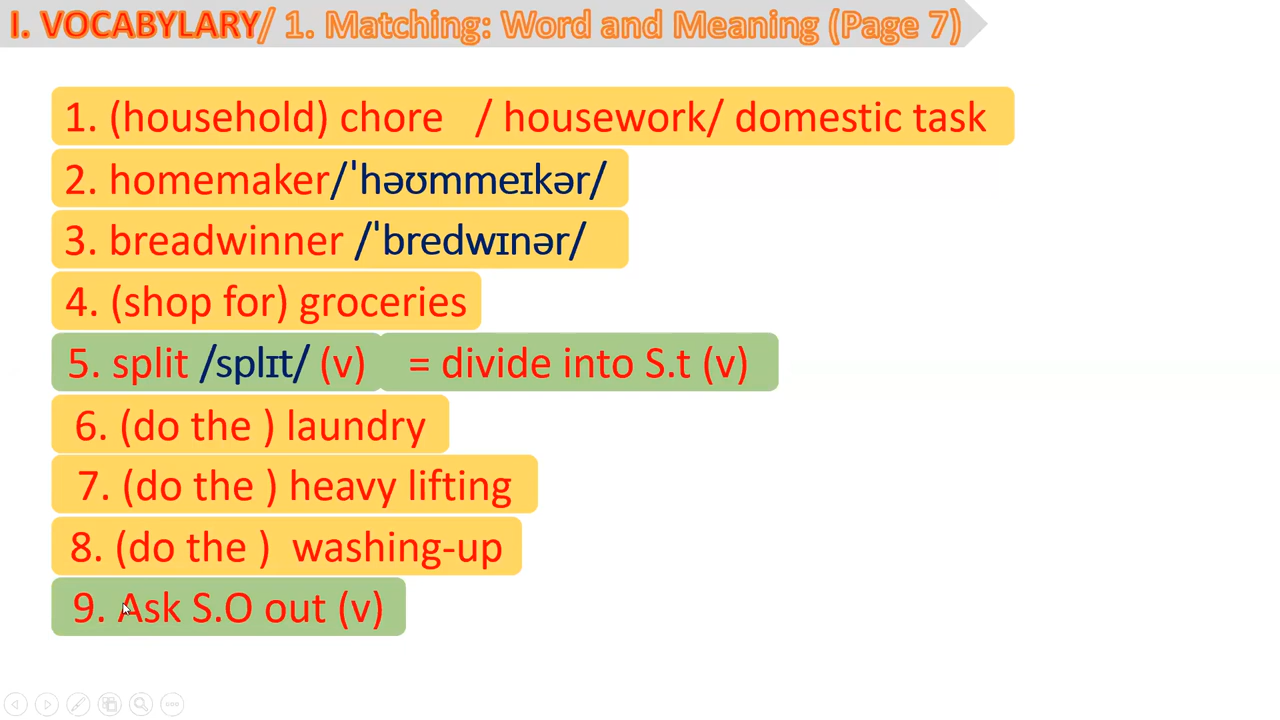 I. VOCABYLARY/ 1. Matching: Word and Meaning (Page 7)
1. (household) chore / housework/ domestic task
2. homemaker/ˈhəʊmmeɪkər/
3. breadwinner /ˈbredwɪnər/
4. (shop for) groceries
5. split /splɪt/ (v) = divide into S.t (v)
6. (do the ) laundry
7. (do the ) heavy lifting
8. (do the ) washing-up
9. Ask S.O out (v)